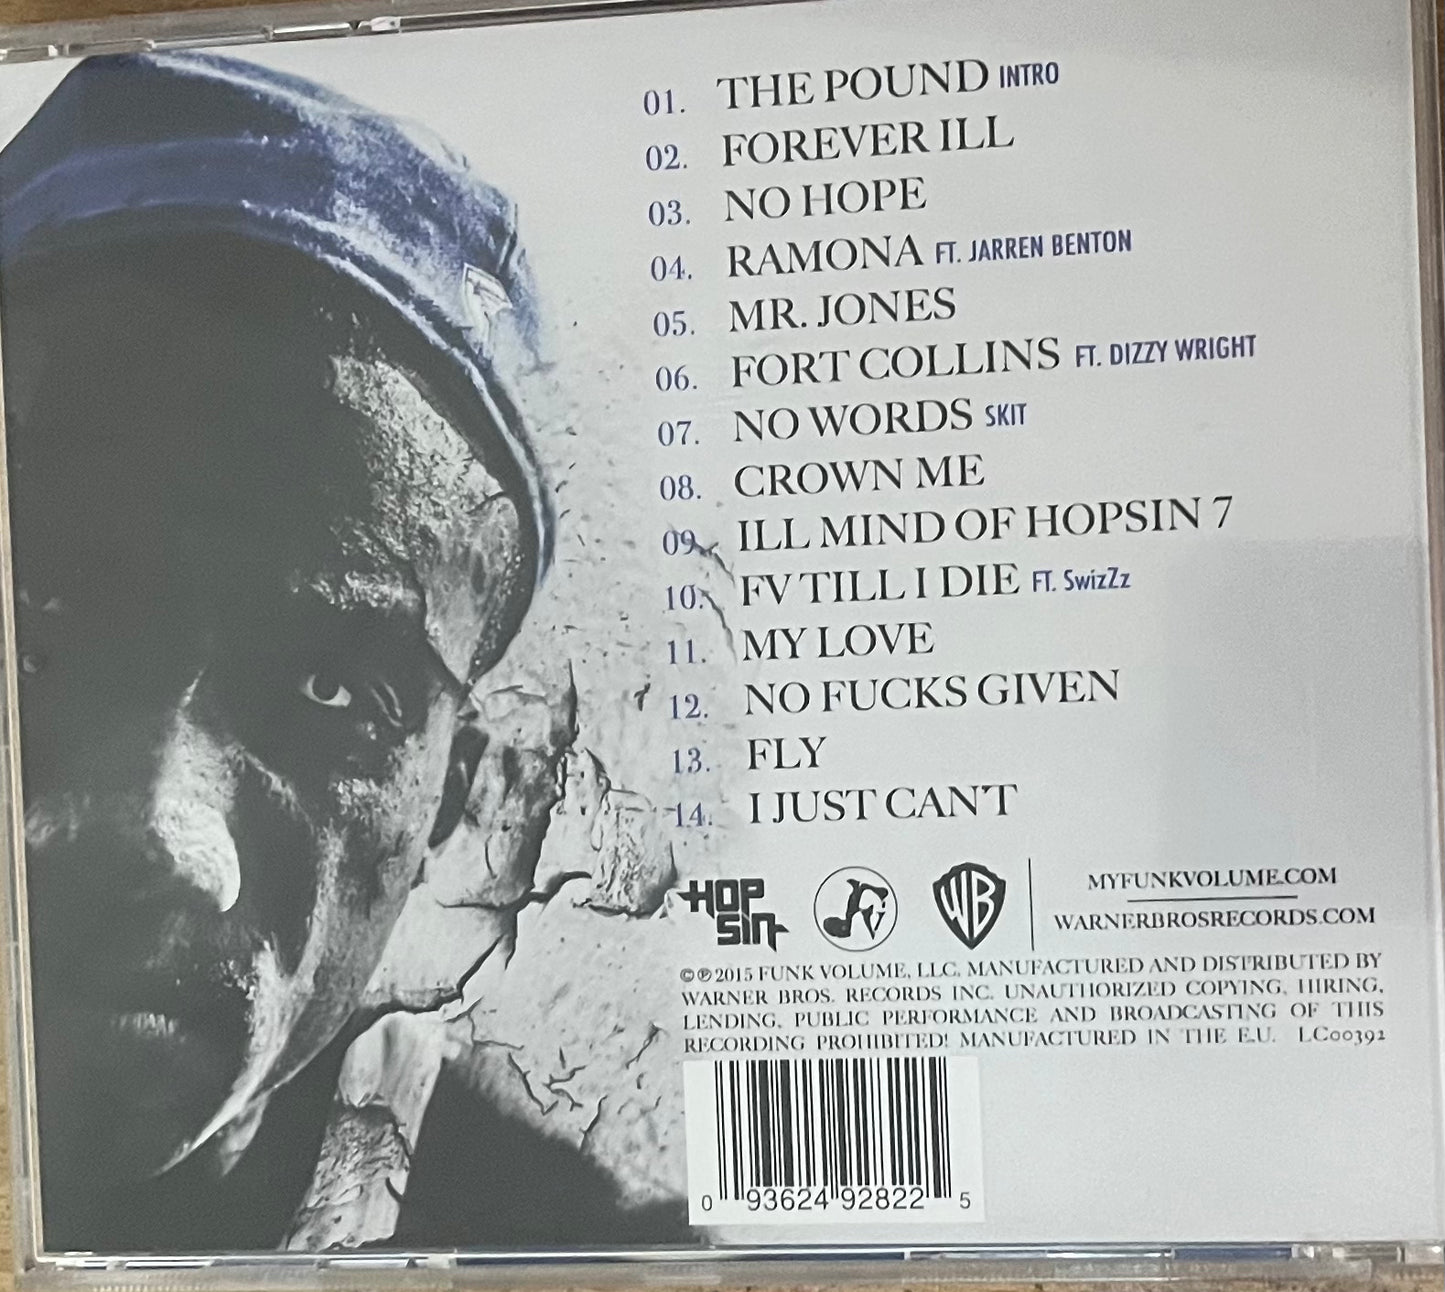 01. THE POUND INTRO
02. FOREVER ILL
03. NO HOPE
04. RAMONA FT. JARREN BENTON
05. MR. JONES
06. FORT COLLINS FT. DIZZY WRIGHT
07. NO WORDS SKIT
08. CROWN ME
09. ILL MIND OF HOPSIN 7
10. FV TILL I DIE FT. SwizZz
11. MY LOVE
12. NO FUCKS GIVEN
13. FLY
14. I JUST CAN'T
HOP
SIN
FV
WB
MYFUNKVOLUME.COM
WARNERBROSRECORDS.COM
©℗2015 FUNK VOLUME, LLC. MANUFACTURED AND DISTRIBUTED BY
WARNER BROS. RECORDS INC. UNAUTHORIZED COPYING, HIRING,
LENDING, PUBLIC PERFORMANCE AND BROADCASTING OF THIS
RECORDING PROHIBITED! MANUFACTURED IN THE E.U. LC00392
0 93624 92822 5